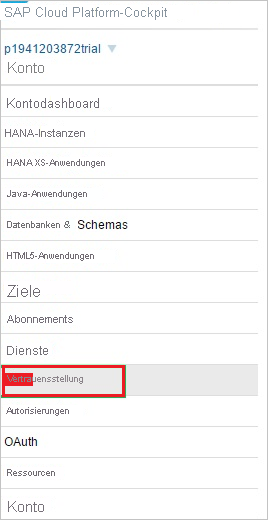 SAP Cloud Platform-Cockpit
p1941203872trial
Konto
Kontodashboard
HANA-Instanzen
HANA XS-Anwendungen
Java-Anwendungen
Datenbanken & Schemas
HTML5-Anwendungen
Ziele
Abonnements
Dienste
Vertrauensstellung
Autorisierungen
OAuth
Ressourcen
Konto